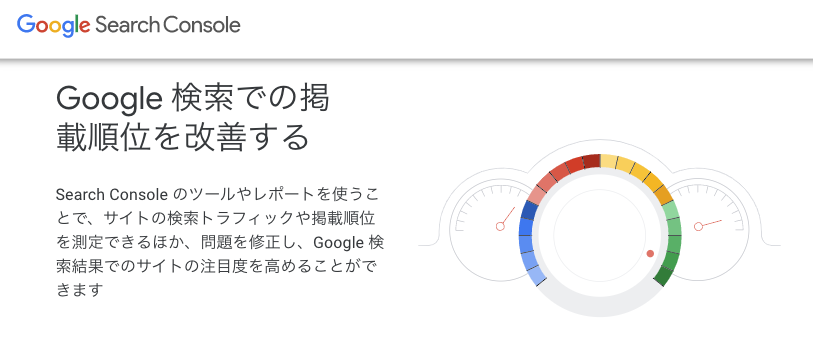 Google Search Console
Google 検索での掲
載順位を改善する
Search Console のツールやレポートを使うこ
とで、サイトの検索トラフィックや掲載順位
を測定できるほか、問題を修正し、Google 検
索結果でのサイトの注目度を高めることがで
きます